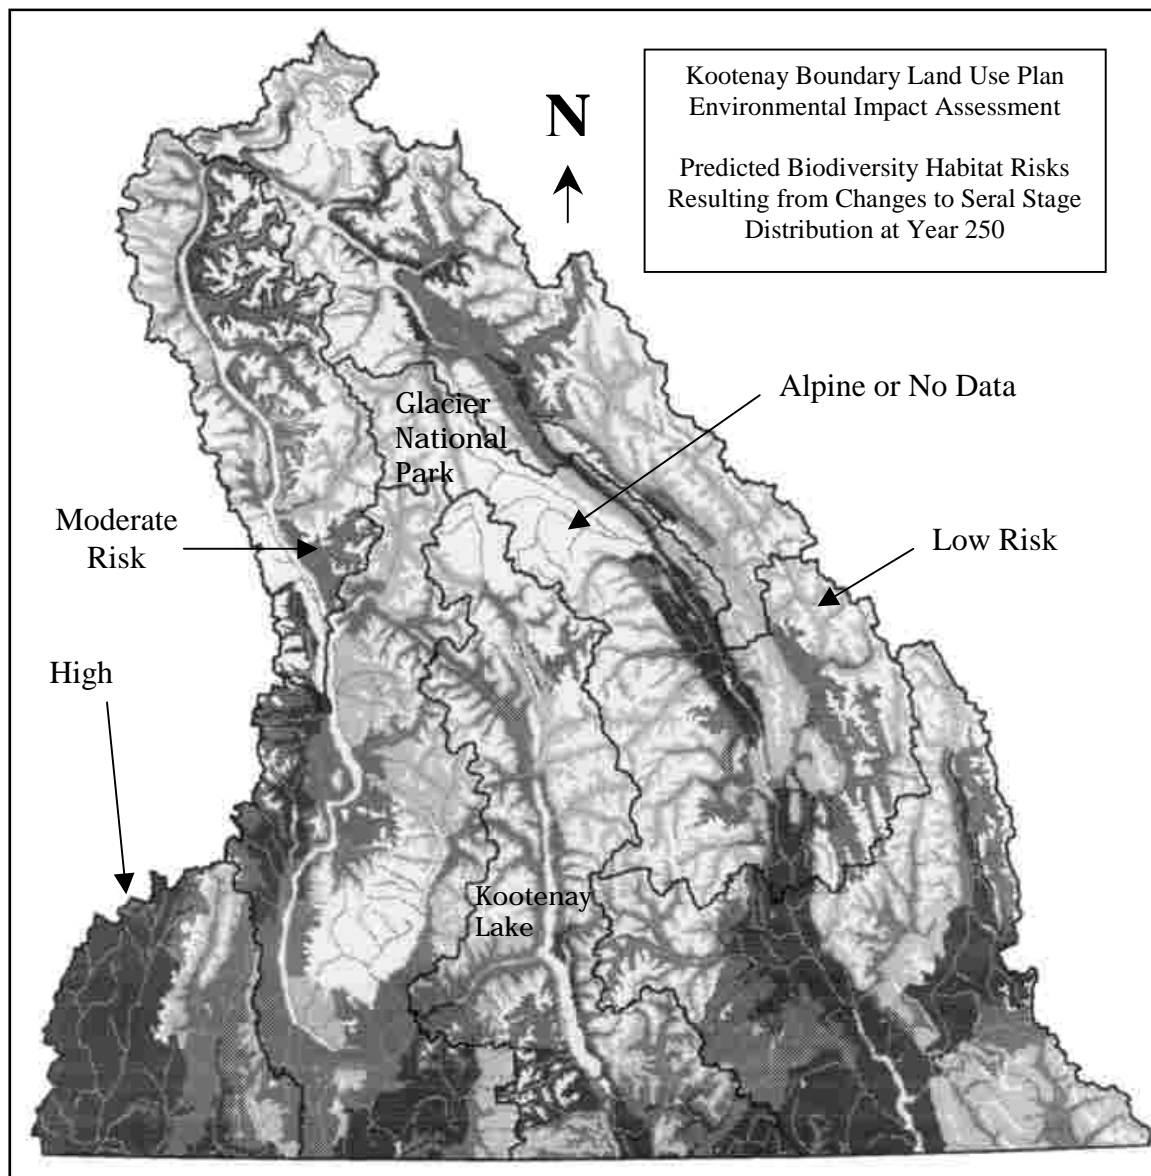 Kootenay Boundary Land Use Plan
Environmental Impact Assessment
Predicted Biodiversity Habitat Risks
Resulting from Changes to Seral Stage
Distribution at Year 250
N
Alpine or No Data
Glacier
National
Park
Moderate
Risk
Low Risk
High
Kootenay
Lake